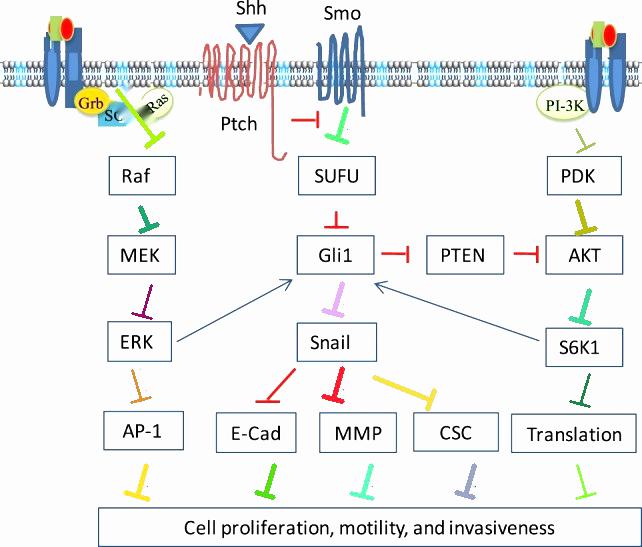 Shh
Smo
Grb
SC
Ras
Ptch
PI-3K
Raf
SUFU
PDK
MEK
Gli1
PTEN
AKT
ERK
Snail
S6K1
AP-1
E-Cad
MMP
CSC
Translation
Cell proliferation, motility, and invasiveness